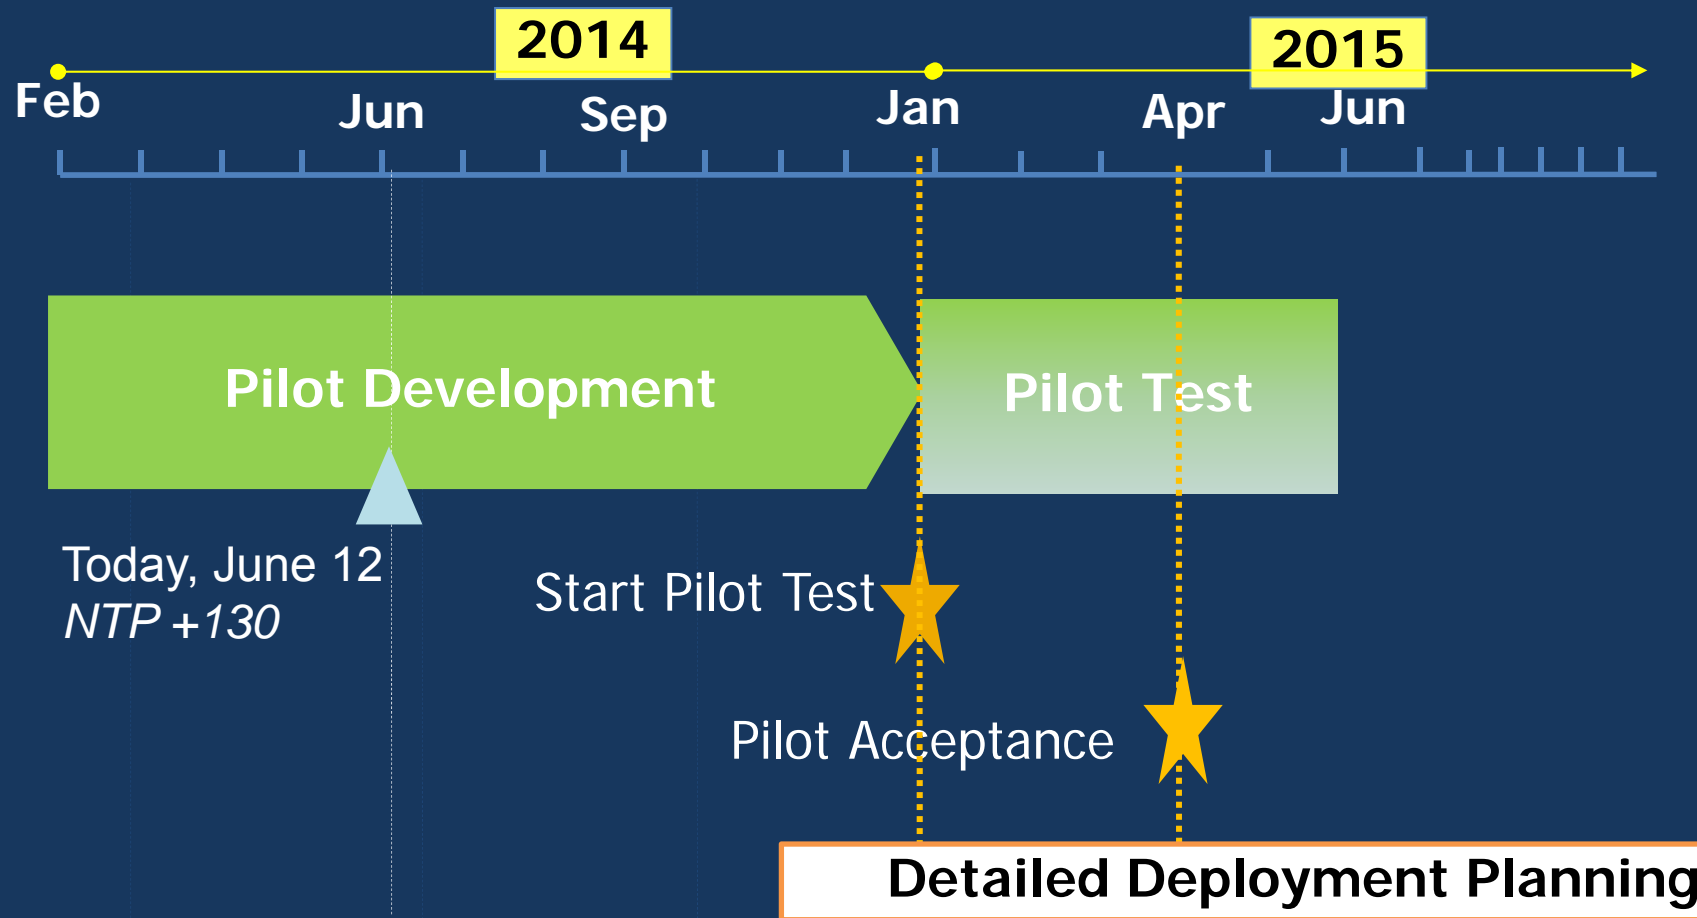 2014
2015
Feb
Jun
Sep
Jan
Apr
Jun
Pilot Development
Pilot Test
Today, June 12
NTP +130
Start Pilot Test
Pilot Acceptance
Detailed Deployment Planning